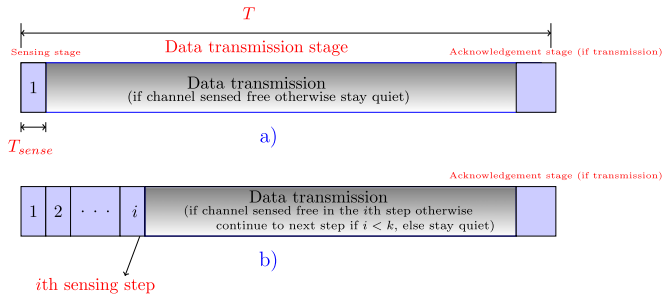 T
Sensing stage
Data transmission stage
Acknowledgement stage (if transmission)
1
Data transmission
(if channel sensed free otherwise stay quiet)
T_sense
a)
Acknowledgement stage (if transmission)
1 2 · · · i
Data transmission
(if channel sensed free in the ith step otherwise
continue to next step if i < k, else stay quiet)
b)
ith sensing step